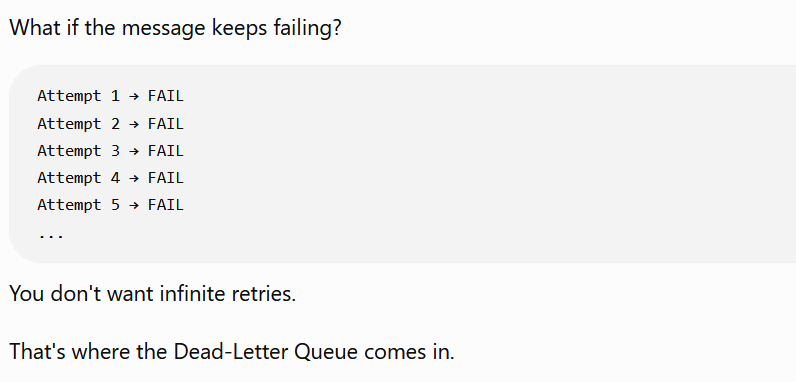 What if the message keeps failing?
Attempt 1 → FAIL
Attempt 2 → FAIL
Attempt 3 → FAIL
Attempt 4 → FAIL
Attempt 5 → FAIL
...
You don't want infinite retries.
That's where the Dead-Letter Queue comes in.